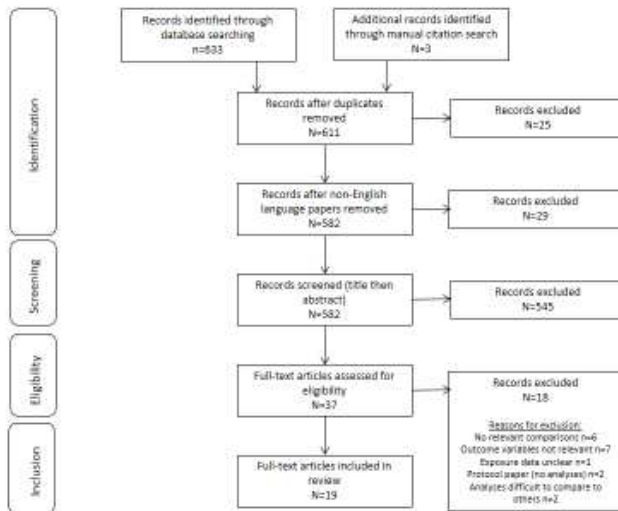 Records identified through
database searching
n=633
Additional records identified
through manual citation search
N=3
Identification
Records after duplicates
removed
N=611
Records excluded
N=25
Records after non-English
language papers removed
N=582
Records excluded
N=29
Screening
Records screened (title then
abstract)
N=582
Records excluded
N=545
Eligibility
Full-text articles assessed for
eligibility
N=37
Records excluded
N=18
Reasons for exclusion:
No relevant comparisons n=6
Outcome variables not relevant n=7
Exposure data unclear n=1
Protocol paper (no analyses) n=2
Analyses difficult to compare to
others n=2
Inclusion
Full-text articles included in
review
N=19